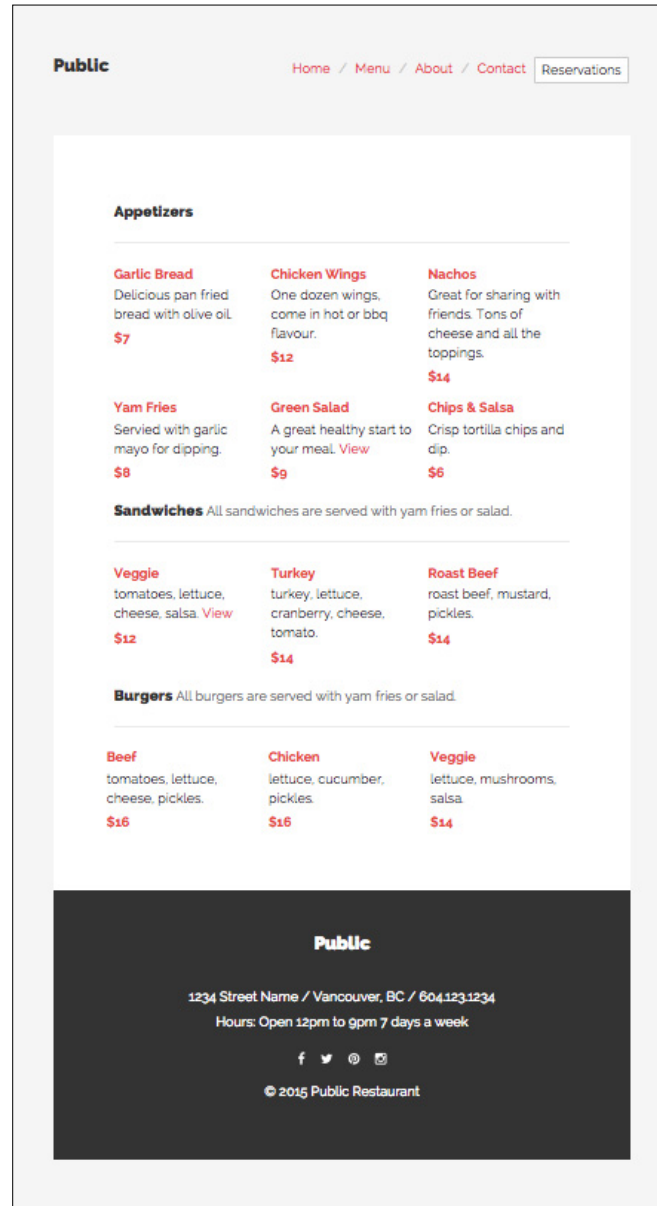 Public
Home / Menu / About / Contact Reservations
Appetizers
Garlic Bread
Delicious pan fried
bread with olive oil.
$7
Chicken Wings
One dozen wings,
come in hot or bbq
flavour.
$12
Nachos
Great for sharing with
friends. Tons of
cheese and all the
toppings.
$14
Yam Fries
Servied with garlic
mayo for dipping.
$8
Green Salad
A great healthy start to
your meal. View
$9
Chips & Salsa
Crisp tortilla chips and
dip.
$6
Sandwiches All sandwiches are served with yam fries or salad.
Veggie
tomatoes, lettuce,
cheese, salsa. View
$12
Turkey
turkey, lettuce,
cranberry, cheese,
tomato.
$14
Roast Beef
roast beef, mustard,
pickles.
$14
Burgers All burgers are served with yam fries or salad.
Beef
tomatoes, lettuce,
cheese, pickles.
$16
Chicken
lettuce, cucumber,
pickles.
$16
Veggie
lettuce, mushrooms,
salsa.
$14
Public
1234 Street Name / Vancouver, BC / 604.123.1234
Hours: Open 12pm to 9pm 7 days a week
© 2015 Public Restaurant